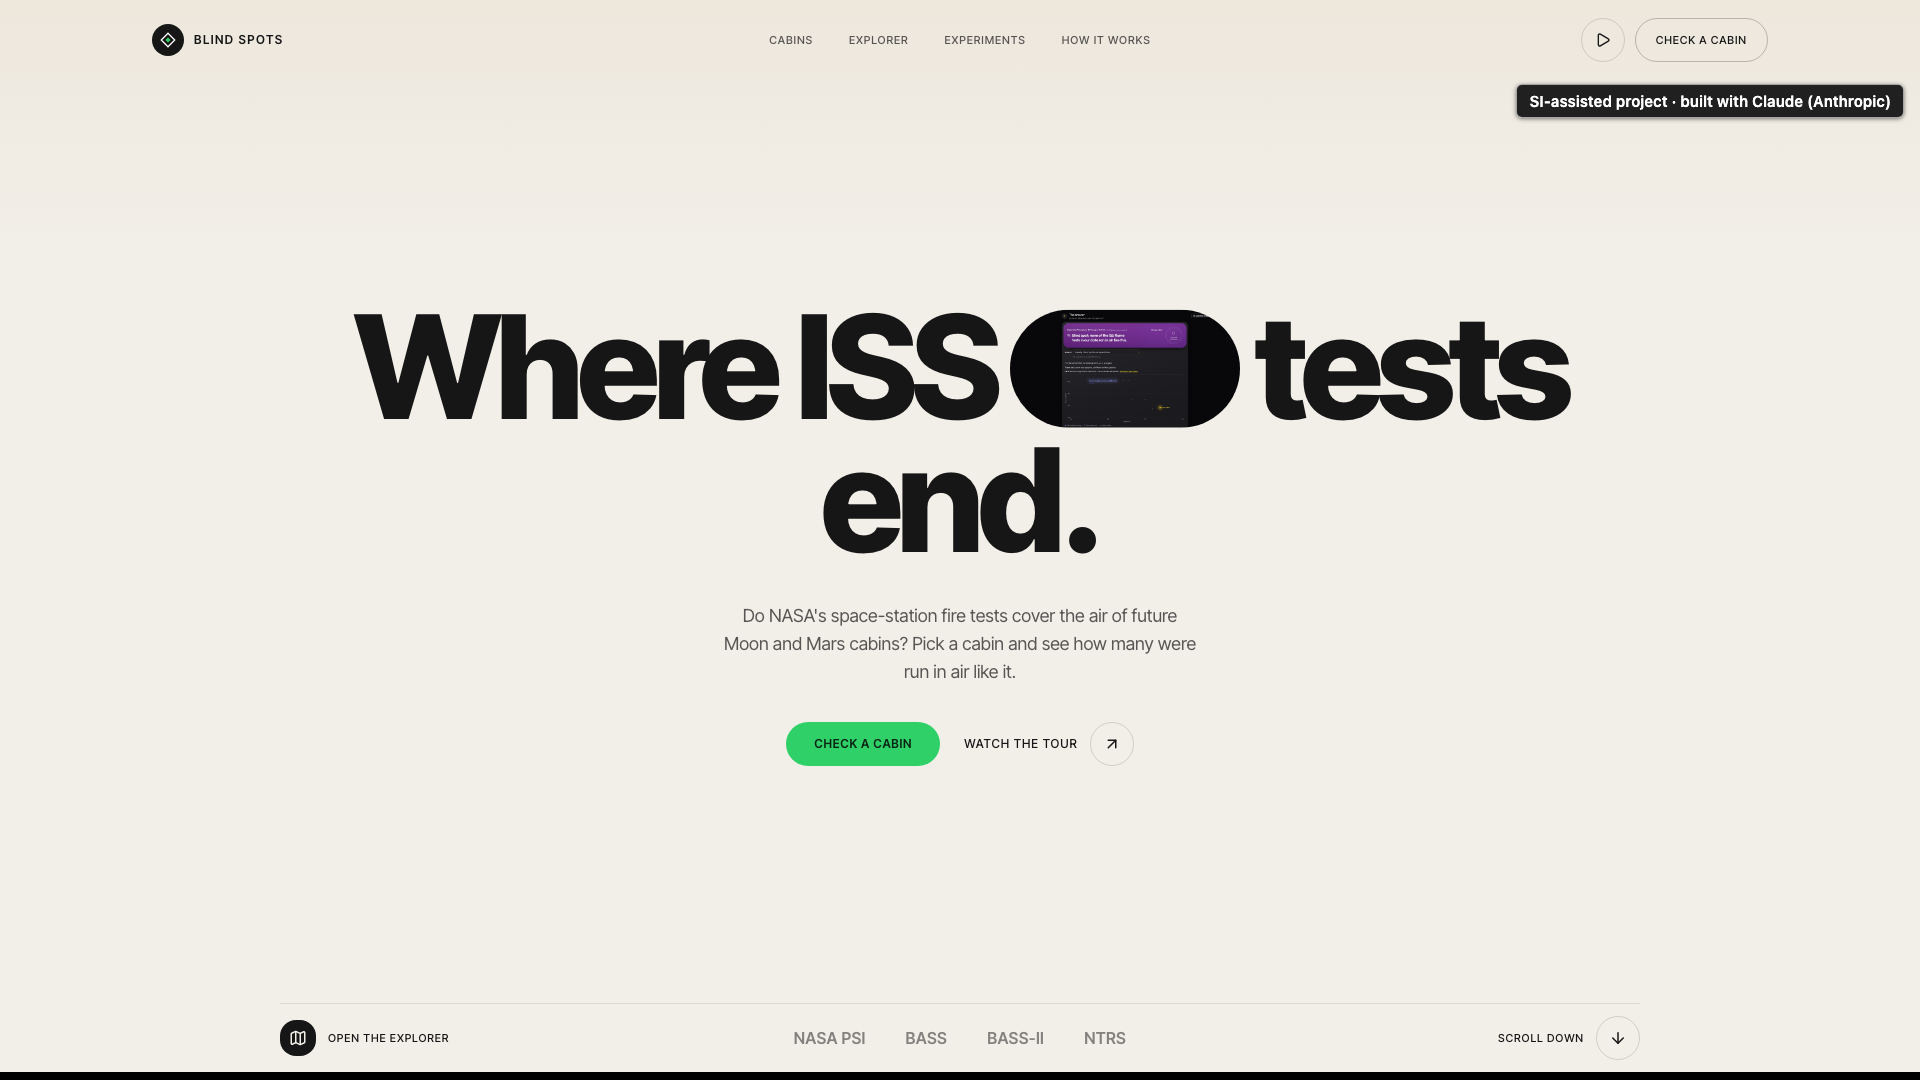 BLIND SPOTS
CABINS
EXPLORER
EXPERIMENTS
HOW IT WORKS
CHECK A CABIN
SI-assisted project · built with Claude (Anthropic)
Where ISS tests
end.
Do NASA's space-station fire tests cover the air of future
Moon and Mars cabins? Pick a cabin and see how many were
run in air like it.
CHECK A CABIN
WATCH THE TOUR
OPEN THE EXPLORER
NASA PSI
BASS
BASS-II
NTRS
SCROLL DOWN